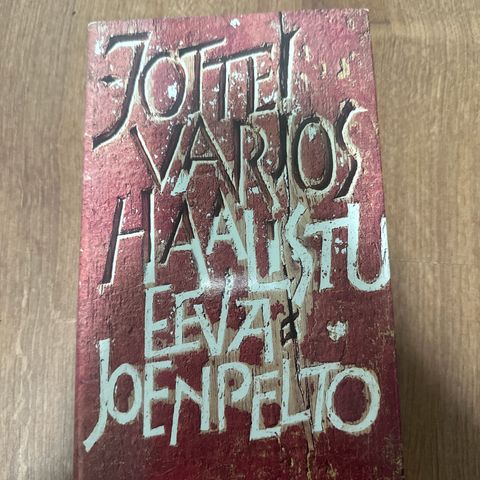 JOTTEI
VARJOS
HAALISTU
EEVA
JOENPELTO